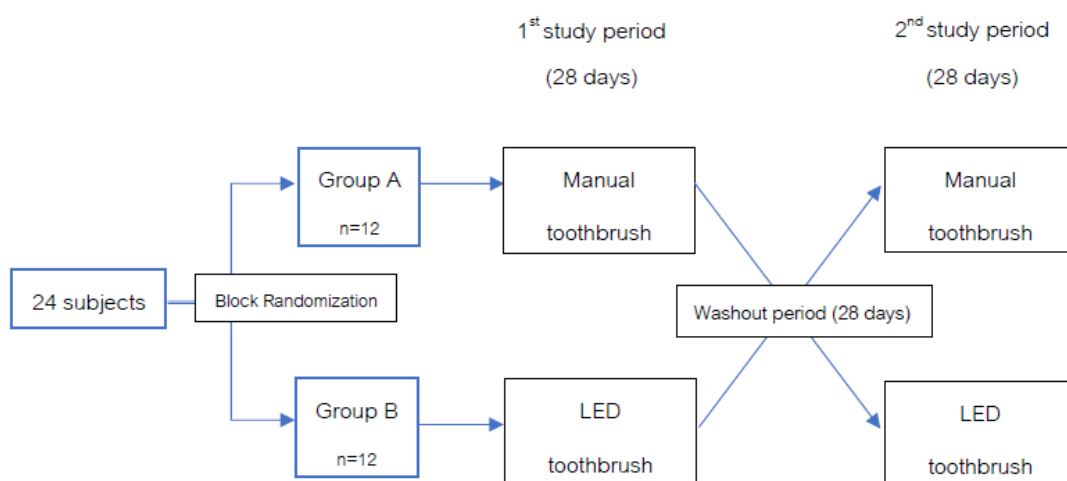 1st study period
(28 days)
2nd study period
(28 days)
Group A
n=12
Manual
toothbrush
Manual
toothbrush
24 subjects
Block Randomization
Washout period (28 days)
Group B
n=12
LED
toothbrush
LED
toothbrush